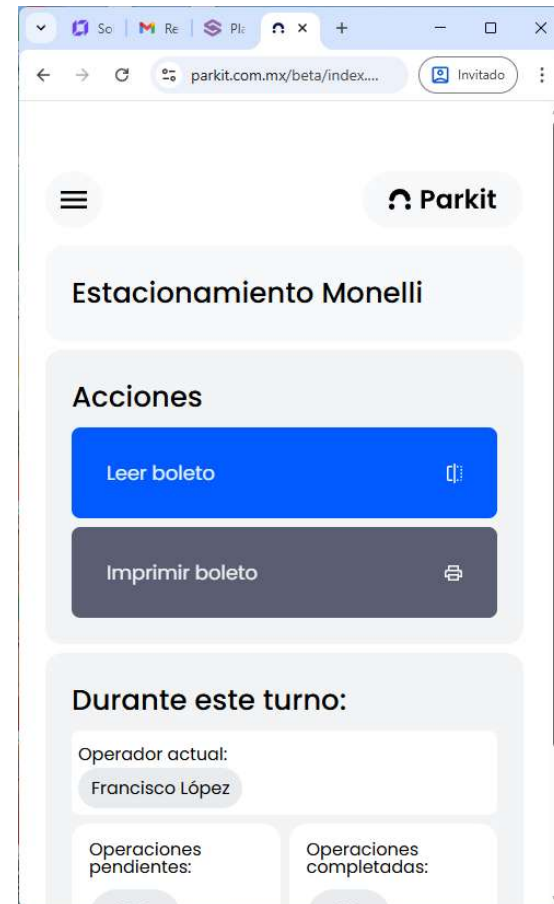 So
Re
Pla
parkit.com.mx/beta/index....
Invitado
Parkit
Estacionamiento Monelli
Acciones
Leer boleto
Imprimir boleto
Durante este turno:
Operador actual:
Francisco López
Operaciones
pendientes:
Operaciones
completadas: